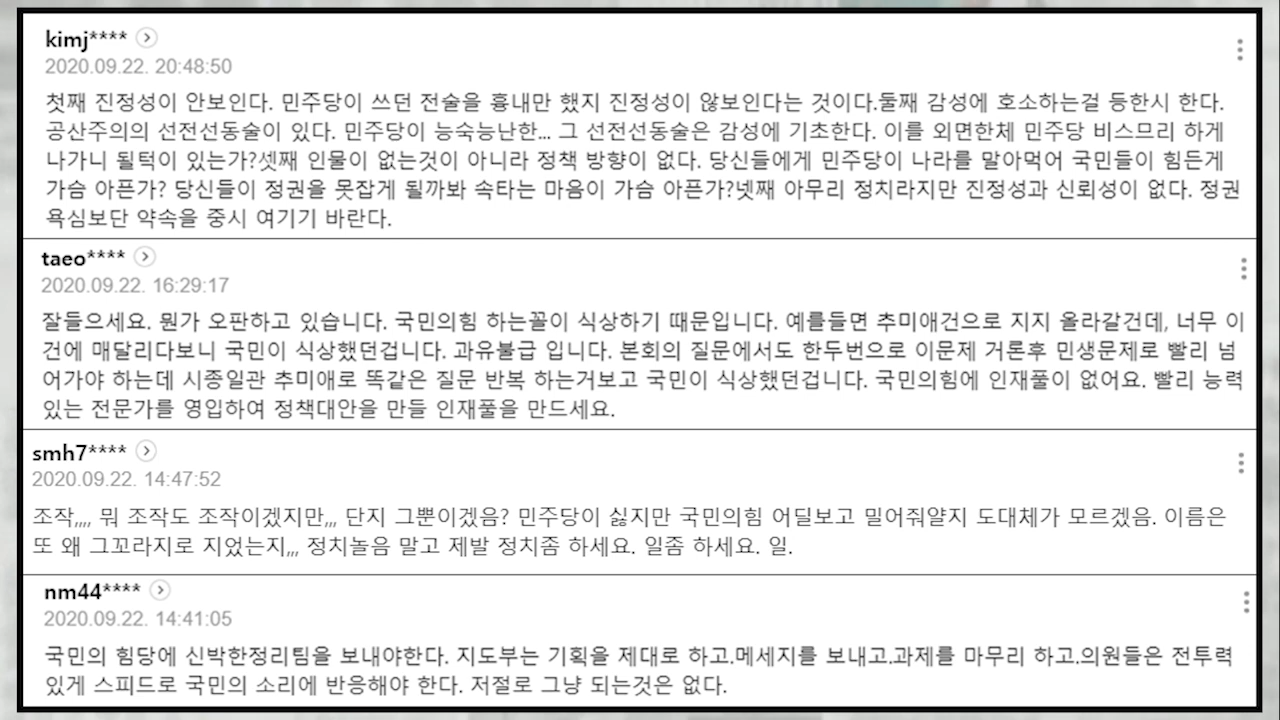 kimj****
2020.09.22. 20:48:50
첫째 진정성이 안보인다. 민주당이 쓰던 전술을 흉내만 했지 진정성이 않보인다는 것이다.둘째 감성에 호소하는걸 등한시 한다.
공산주의의 선전선동술이 있다. 민주당이 능숙능난한... 그 선전선동술은 감성에 기초한다. 이를 외면한체 민주당 비스므리 하게
나가니 될턱이 있는가?셋째 인물이 없는것이 아니라 정책 방향이 없다. 당신들에게 민주당이 나라를 말아먹어 국민들이 힘든게
가슴 아픈가? 당신들이 정권을 못잡게 될까봐 속타는 마음이 가슴 아픈가?넷째 아무리 정치라지만 진정성과 신뢰성이 없다. 정권
욕심보단 약속을 중시 여기기 바란다.
taeo****
2020.09.22. 16:29:17
잘들으세요. 뭔가 오판하고 있습니다. 국민의힘 하는꼴이 식상하기 때문입니다. 예를들면 추미애건으로 지지 올라갈건데, 너무 이
건에 매달리다보니 국민이 식상했던겁니다. 과유불급 입니다. 본회의 질문에서도 한두번으로 이문제 거론후 민생문제로 빨리 넘
어가야 하는데 시종일관 추미애로 똑같은 질문 반복 하는거보고 국민이 식상했던겁니다. 국민의힘에 인재풀이 없어요. 빨리 능력
있는 전문가를 영입하여 정책대안을 만들 인재풀을 만드세요.
smh7****
2020.09.22. 14:47:52
조작,,,, 뭐 조작도 조작이겠지만,,, 단지 그뿐이겠음? 민주당이 싫지만 국민의힘 어딜보고 밀어줘얄지 도대체가 모르겠음. 이름은
또 왜 그꼬라지로 지었는지,,, 정치놀음 말고 제발 정치좀 하세요. 일좀 하세요. 일.
nm44****
2020.09.22. 14:41:05
국민의 힘당에 신박한정리팀을 보내야한다. 지도부는 기획을 제대로 하고.메세지를 보내고.과제를 마무리 하고.의원들은 전투력
있게 스피드로 국민의 소리에 반응해야 한다. 저절로 그냥 되는것은 없다.